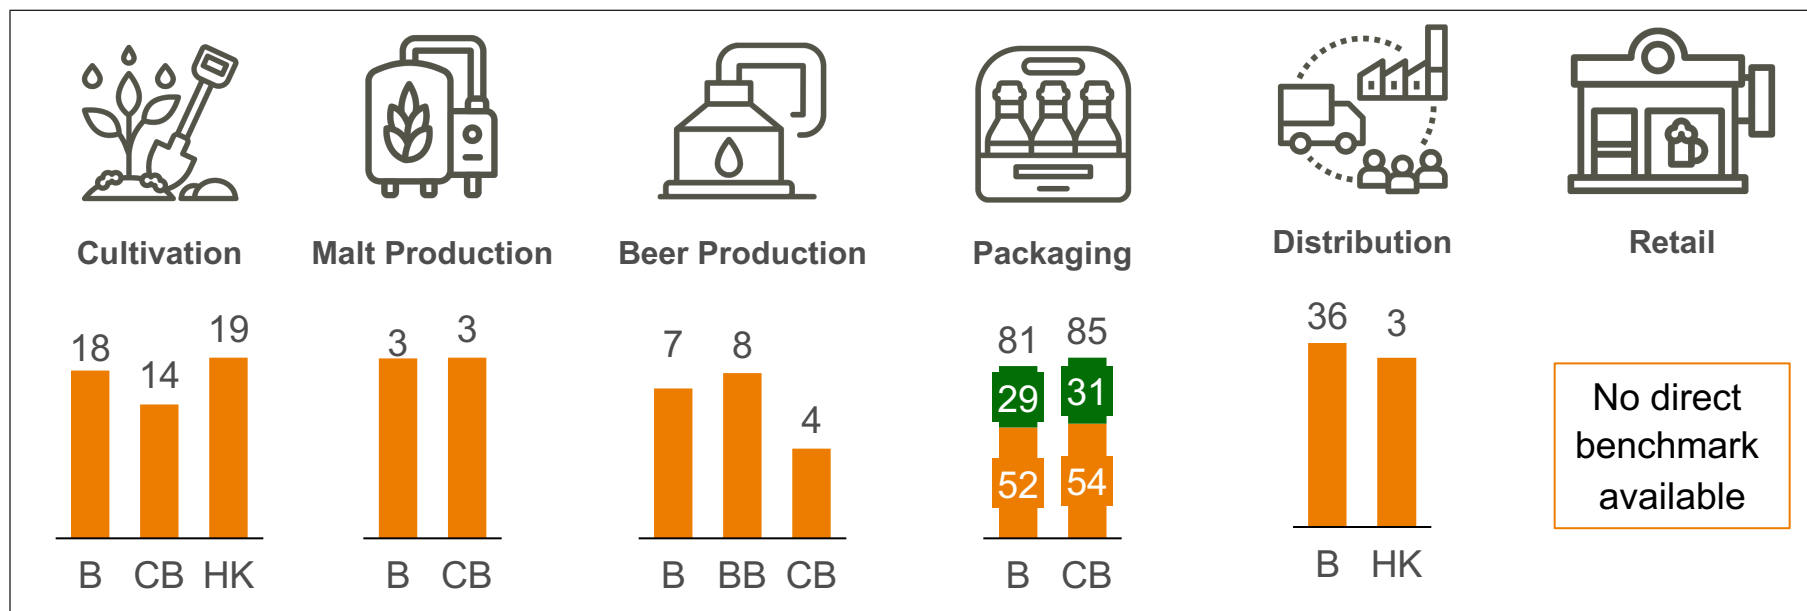 Cultivation
Malt Production
Beer Production
Packaging
Distribution
Retail
18
14
19
B
CB
HK
3
3
B
CB
7
8
4
B
BB
CB
81
85
29
31
52
54
B
CB
36
3
B
HK
No direct
benchmark
available